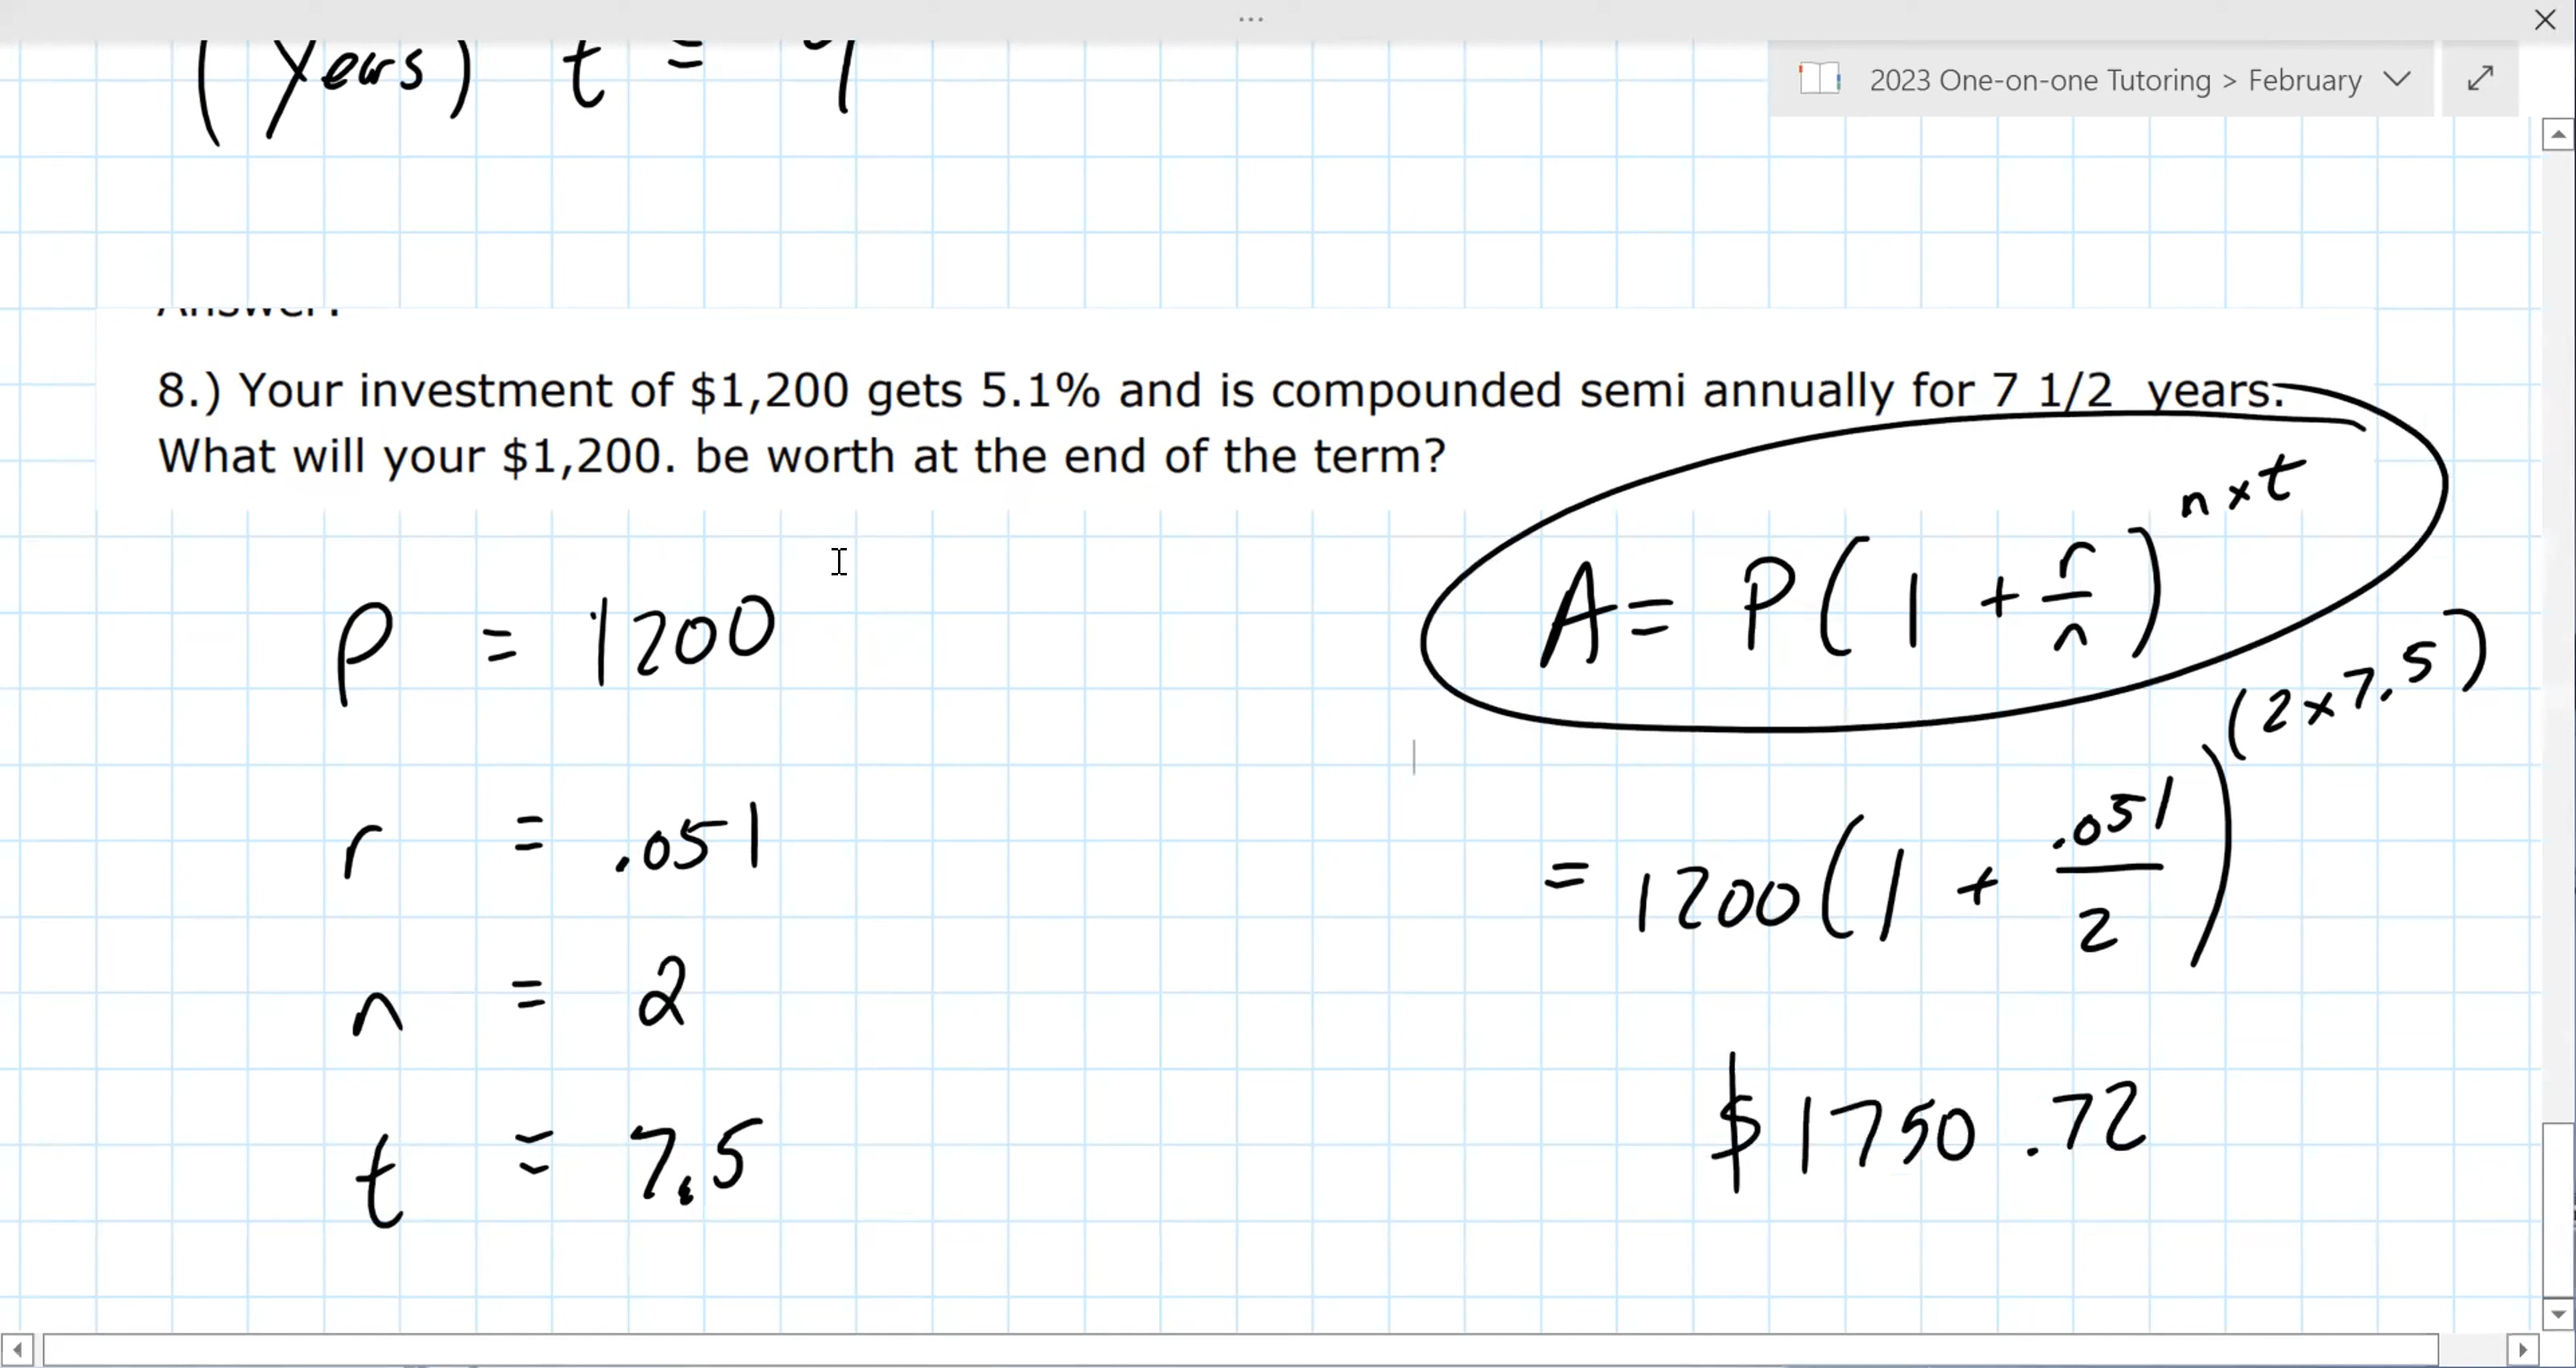 ...
2023 One-on-one Tutoring > February
(Years) t = 9
Answer:
8.) Your investment of $1,200 gets 5.1% and is compounded semi annually for 7 1/2 years.
What will your $1,200. be worth at the end of the term?
A = P(1 + r/n)^n×t
P = 1200
r = .051
= 1200(1 + .051/2)^(2×7.5)
n = 2
t = 7.5
$1750.72